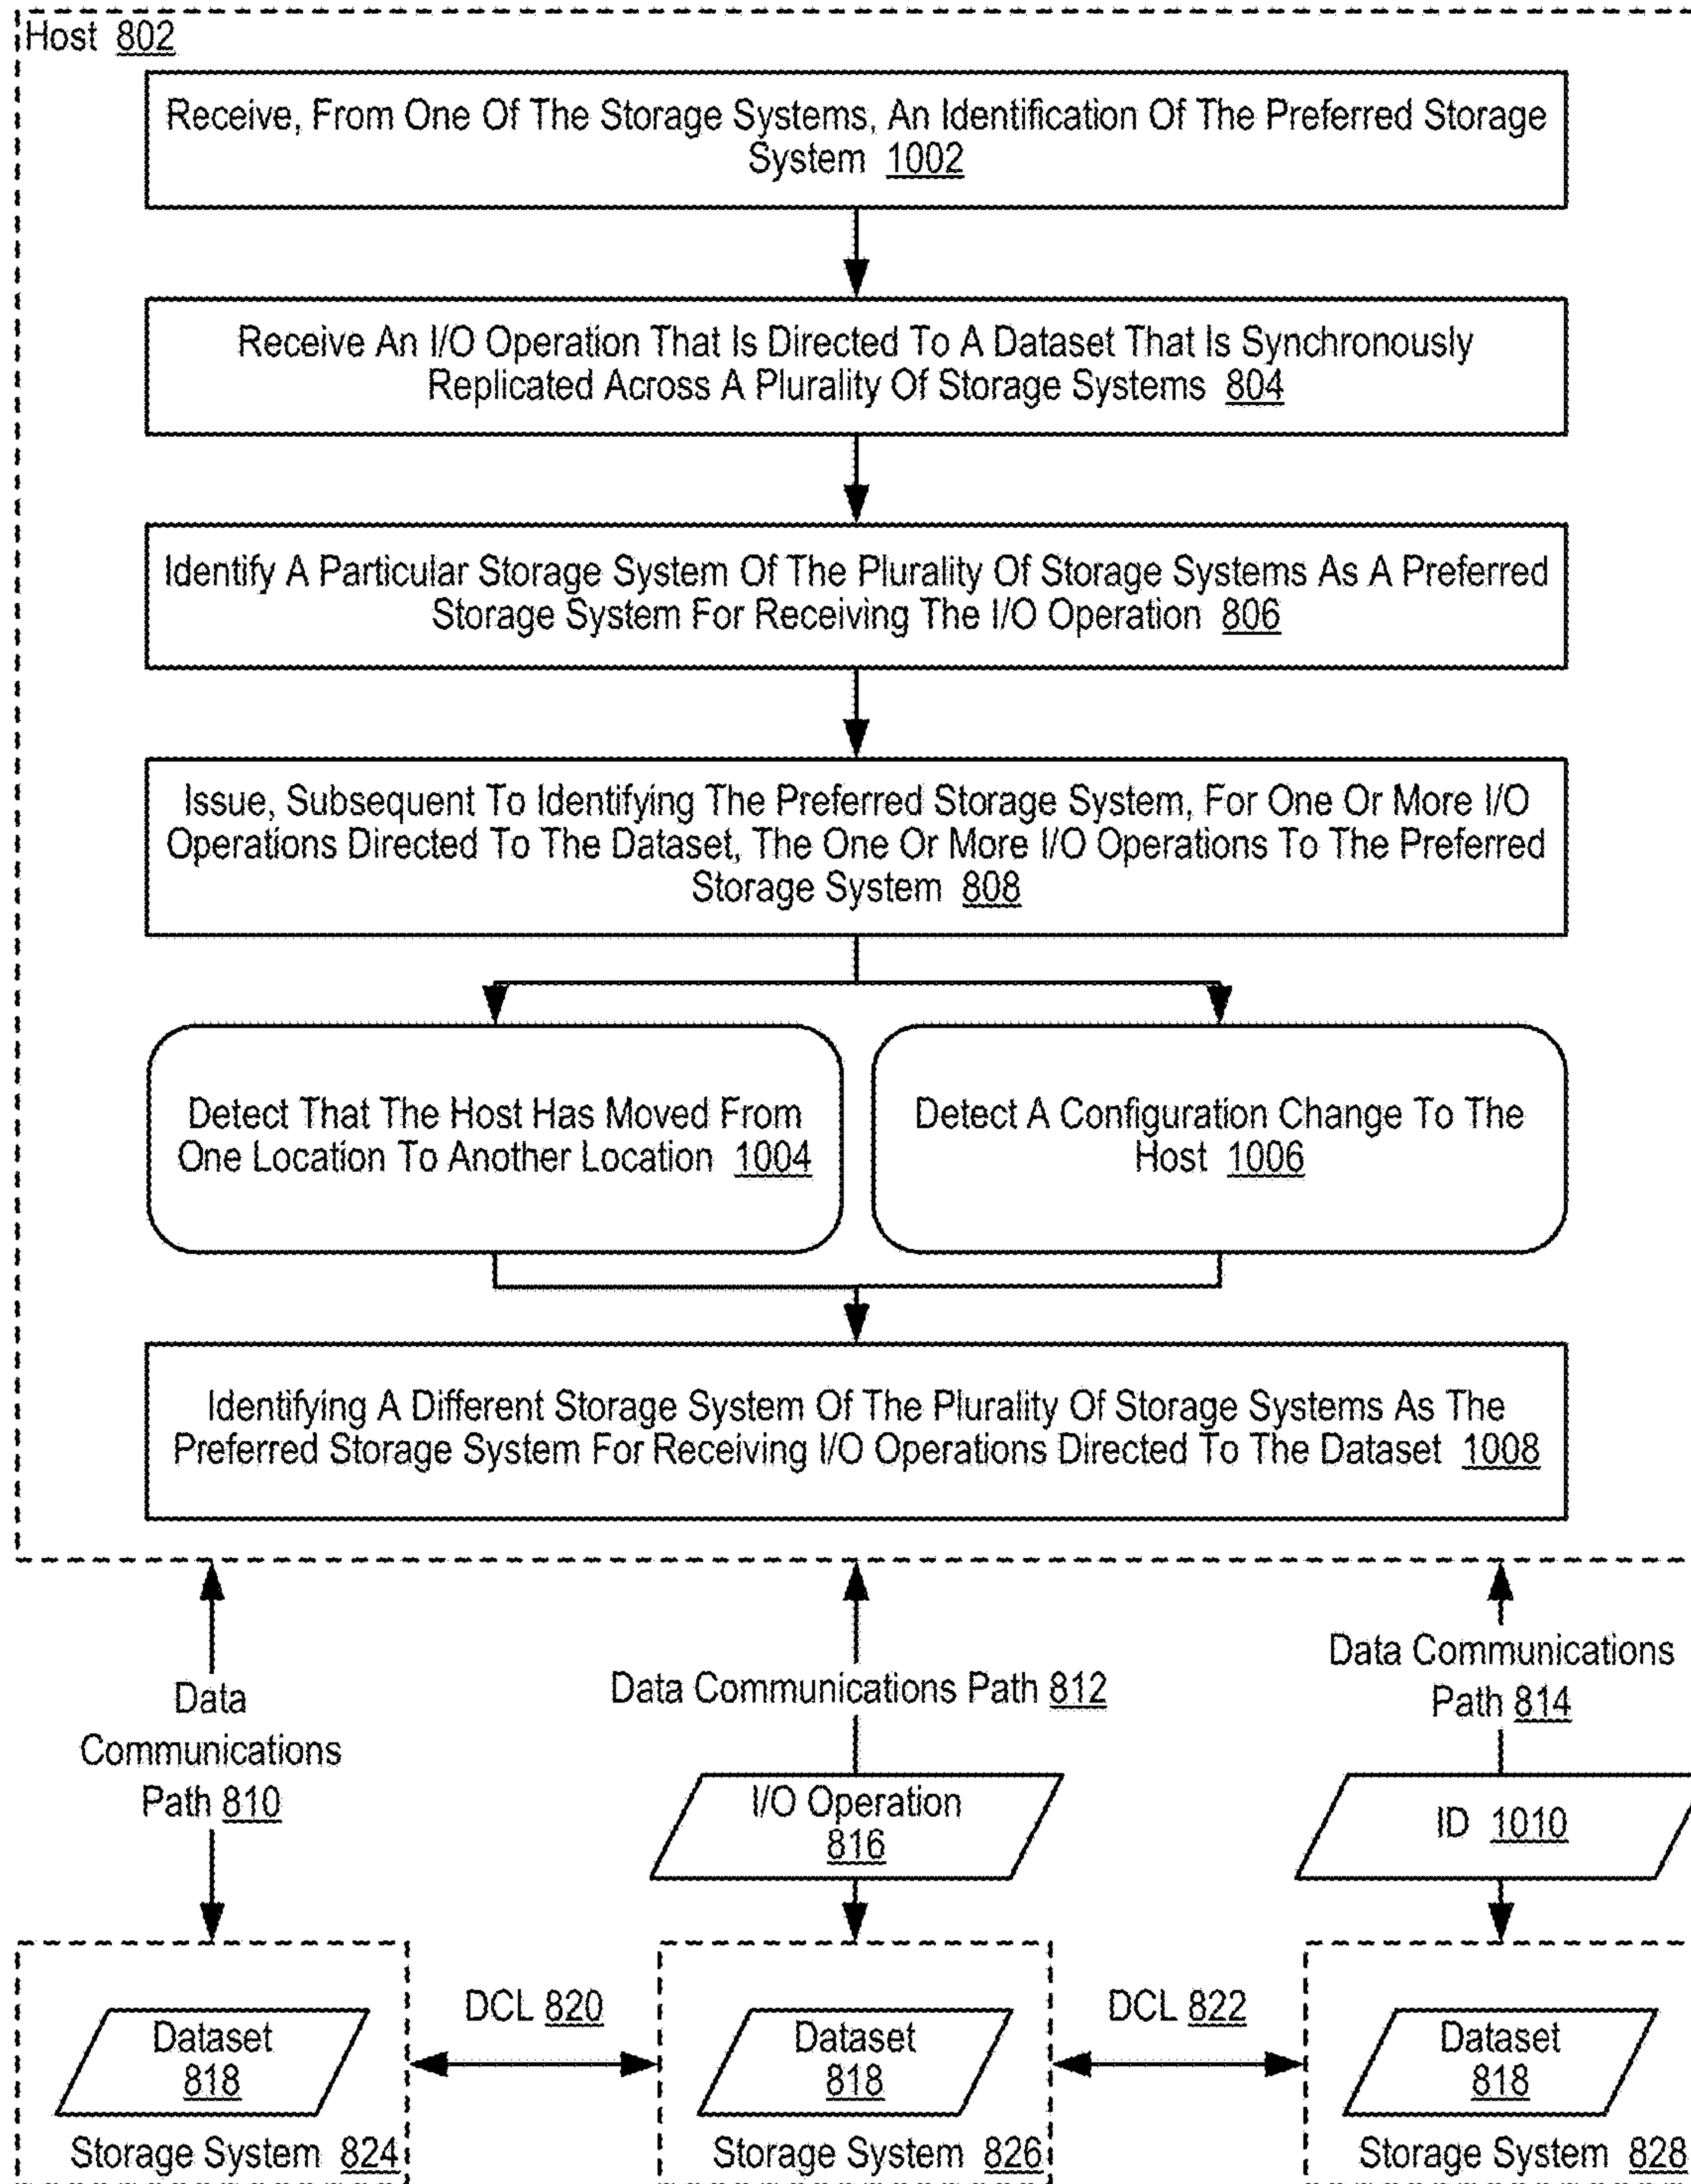 Host 802
Receive, From One Of The Storage Systems, An Identification Of The Preferred Storage
System 1002
Receive An I/O Operation That Is Directed To A Dataset That Is Synchronously
Replicated Across A Plurality Of Storage Systems 804
Identify A Particular Storage System Of The Plurality Of Storage Systems As A Preferred
Storage System For Receiving The I/O Operation 806
Issue, Subsequent To Identifying The Preferred Storage System, For One Or More I/O
Operations Directed To The Dataset, The One Or More I/O Operations To The Preferred
Storage System 808
Detect That The Host Has Moved From
One Location To Another Location 1004
Detect A Configuration Change To The
Host 1006
Identifying A Different Storage System Of The Plurality Of Storage Systems As The
Preferred Storage System For Receiving I/O Operations Directed To The Dataset 1008
Data
Communications
Path 810
Data Communications Path 812
Data Communications
Path 814
I/O Operation
816
ID 1010
DCL 820
DCL 822
Dataset
818
Storage System 824
Dataset
818
Storage System 826
Dataset
818
Storage System 828